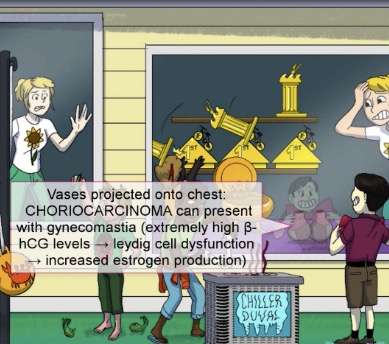 1ST
1ST
1ST
Vases projected onto chest:
CHORIOCARCINOMA can present
with gynecomastia (extremely high β-
hCG levels → leydig cell dysfunction
→ increased estrogen production)
CHILLER
DUVAL